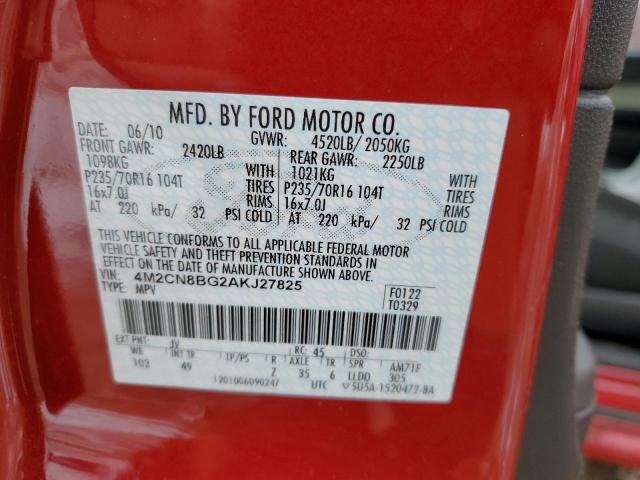 MFD. BY FORD MOTOR CO.
DATE: 06/10 GVWR: 4520LB/ 2050KG
FRONT GAWR: 2420LB REAR GAWR: 2250LB
1098KG WITH 1021KG WITH
P235/70R16 104T TIRES P235/70R16 104T TIRES
16x7.0J RIMS 16x7.0J RIMS
AT 220 kPa/ 32 PSI COLD AT 220 kPa/ 32 PSI COLD
THIS VEHICLE CONFORMS TO ALL APPLICABLE FEDERAL MOTOR
VEHICLE SAFETY AND THEFT PREVENTION STANDARDS IN
EFFECT ON THE DATE OF MANUFACTURE SHOWN ABOVE.
VIN: 4M2CN8BG2AKJ27825
TYPE: MPV
F0122
T0329
EXT PNT: JV RC: 45 DSO:
WB INT TR TP/PS R AXLE TR SPR AM71F
103 49 Z 35 6 LLDD 305
1201006090247 UTC 5U5A-1520472-BA